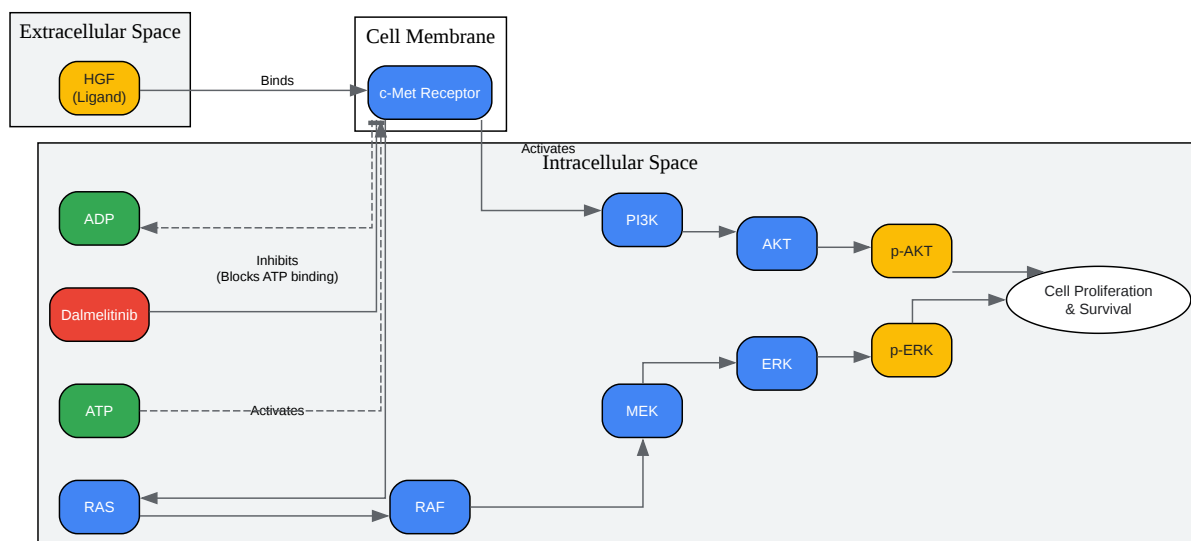 Extracellular Space
HGF
(Ligand)
Binds
Cell Membrane
c-Met Receptor
Activates
Intracellular Space
ADP
PI3K
AKT
p-AKT
Inhibits
(Blocks ATP binding)
Dalmelitinib
Cell Proliferation
& Survival
p-ERK
ERK
ATP
Activates
MEK
RAS
RAF